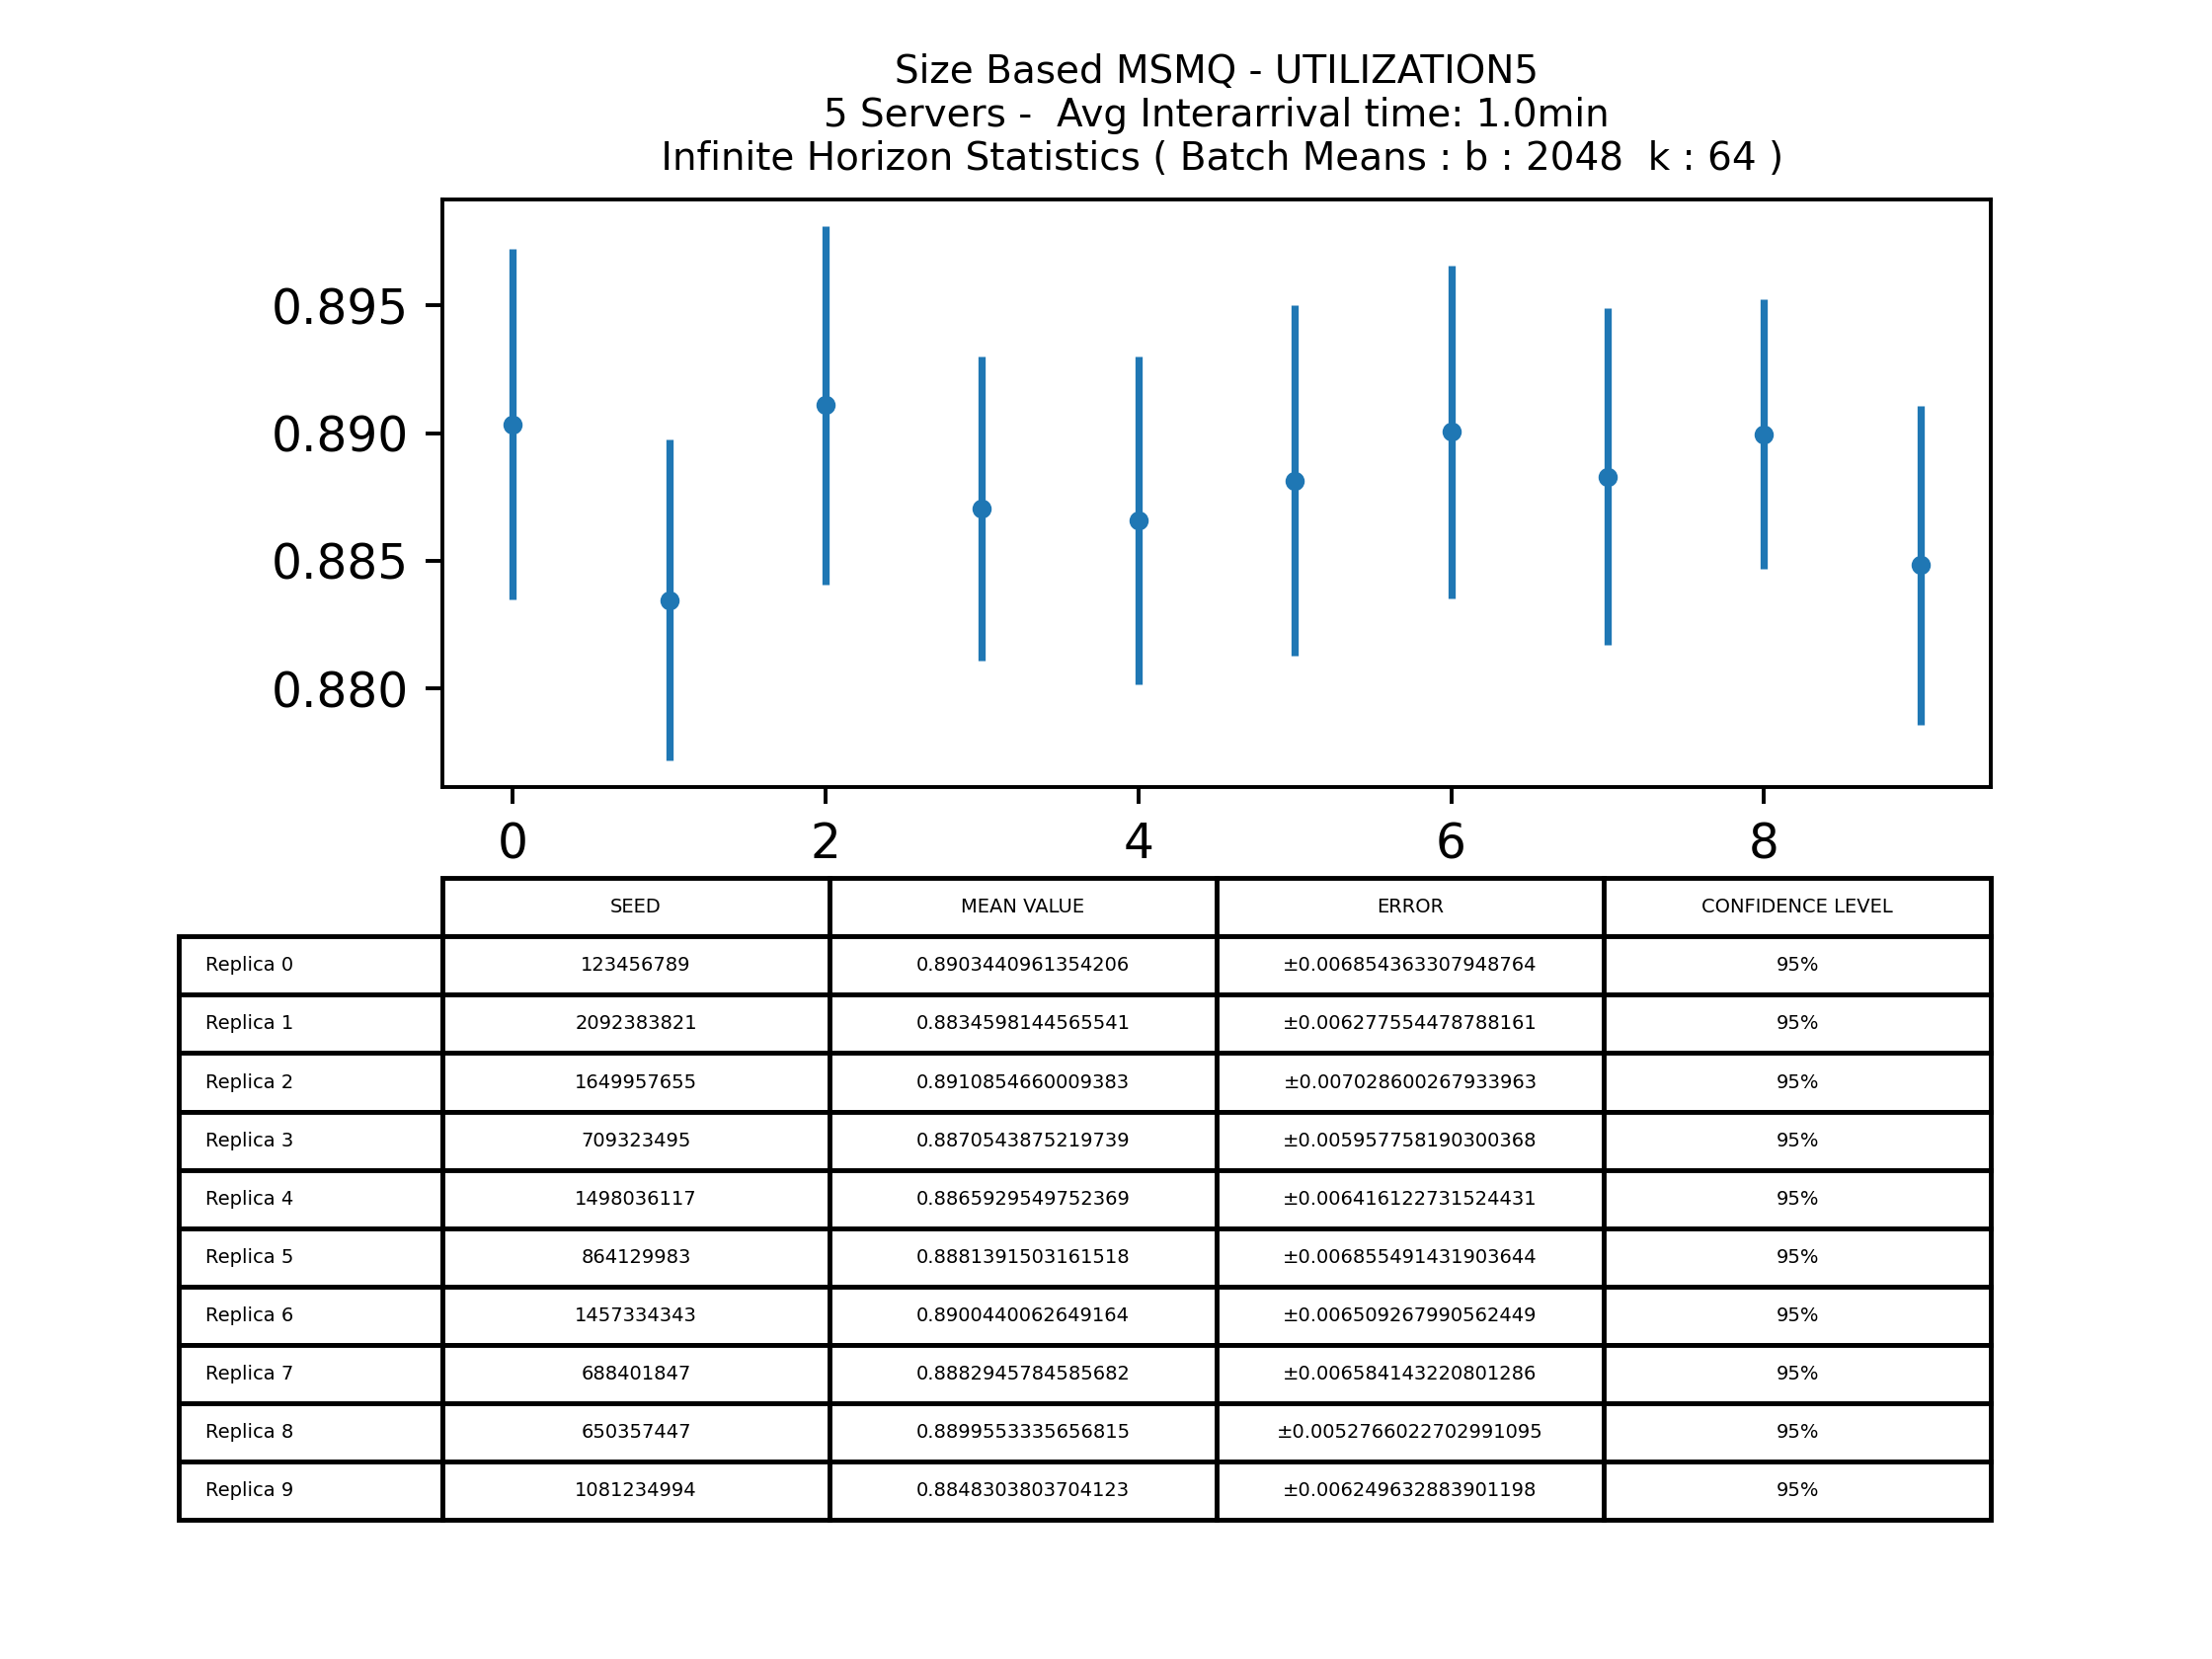 Size Based MSMQ - UTILIZATION5
5 Servers -  Avg Interarrival time: 1.0min
Infinite Horizon Statistics ( Batch Means : b : 2048  k : 64 )
0.895
0.890
0.885
0.880
0 2 4 6 8
SEED MEAN VALUE ERROR CONFIDENCE LEVEL
Replica 0 123456789 0.8903440961354206 ±0.006854363307948764 95%
Replica 1 2092383821 0.8834598144565541 ±0.006277554478788161 95%
Replica 2 1649957655 0.8910854660009383 ±0.007028600267933963 95%
Replica 3 709323495 0.8870543875219739 ±0.005957758190300368 95%
Replica 4 1498036117 0.8865929549752369 ±0.006416122731524431 95%
Replica 5 864129983 0.8881391503161518 ±0.006855491431903644 95%
Replica 6 1457334343 0.8900440062649164 ±0.006509267990562449 95%
Replica 7 688401847 0.8882945784585682 ±0.006584143220801286 95%
Replica 8 650357447 0.8899553335656815 ±0.0052766022702991095 95%
Replica 9 1081234994 0.8848303803704123 ±0.006249632883901198 95%